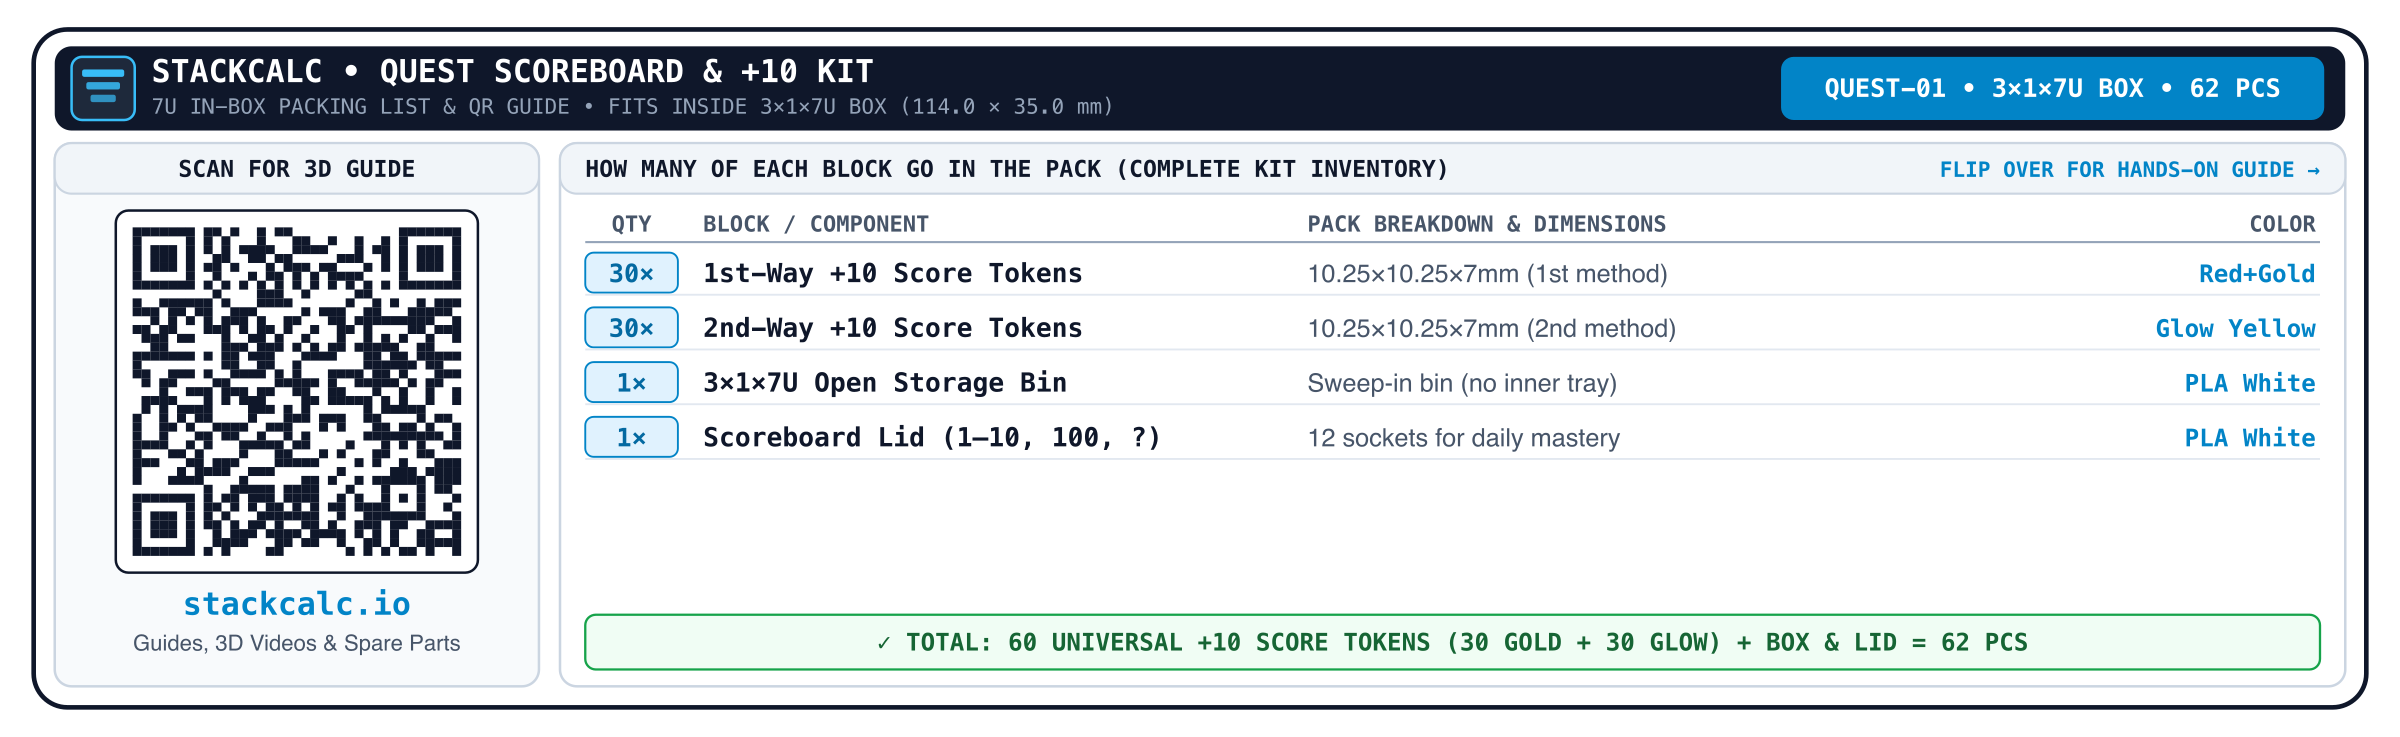 STACKCALC • QUEST SCOREBOARD & +10 KIT
7U IN-BOX PACKING LIST & QR GUIDE • FITS INSIDE 3×1×7U BOX (114.0 × 35.0 mm)
QUEST-01 • 3×1×7U BOX • 62 PCS
SCAN FOR 3D GUIDE
stackcalc.io
Guides, 3D Videos & Spare Parts
HOW MANY OF EACH BLOCK GO IN THE PACK (COMPLETE KIT INVENTORY)
FLIP OVER FOR HANDS-ON GUIDE →
QTY BLOCK / COMPONENT PACK BREAKDOWN & DIMENSIONS COLOR
30× 1st-Way +10 Score Tokens 10.25×10.25×7mm (1st method) Red+Gold
30× 2nd-Way +10 Score Tokens 10.25×10.25×7mm (2nd method) Glow Yellow
1× 3×1×7U Open Storage Bin Sweep-in bin (no inner tray) PLA White
1× Scoreboard Lid (1–10, 100, ?) 12 sockets for daily mastery PLA White
✓ TOTAL: 60 UNIVERSAL +10 SCORE TOKENS (30 GOLD + 30 GLOW) + BOX & LID = 62 PCS